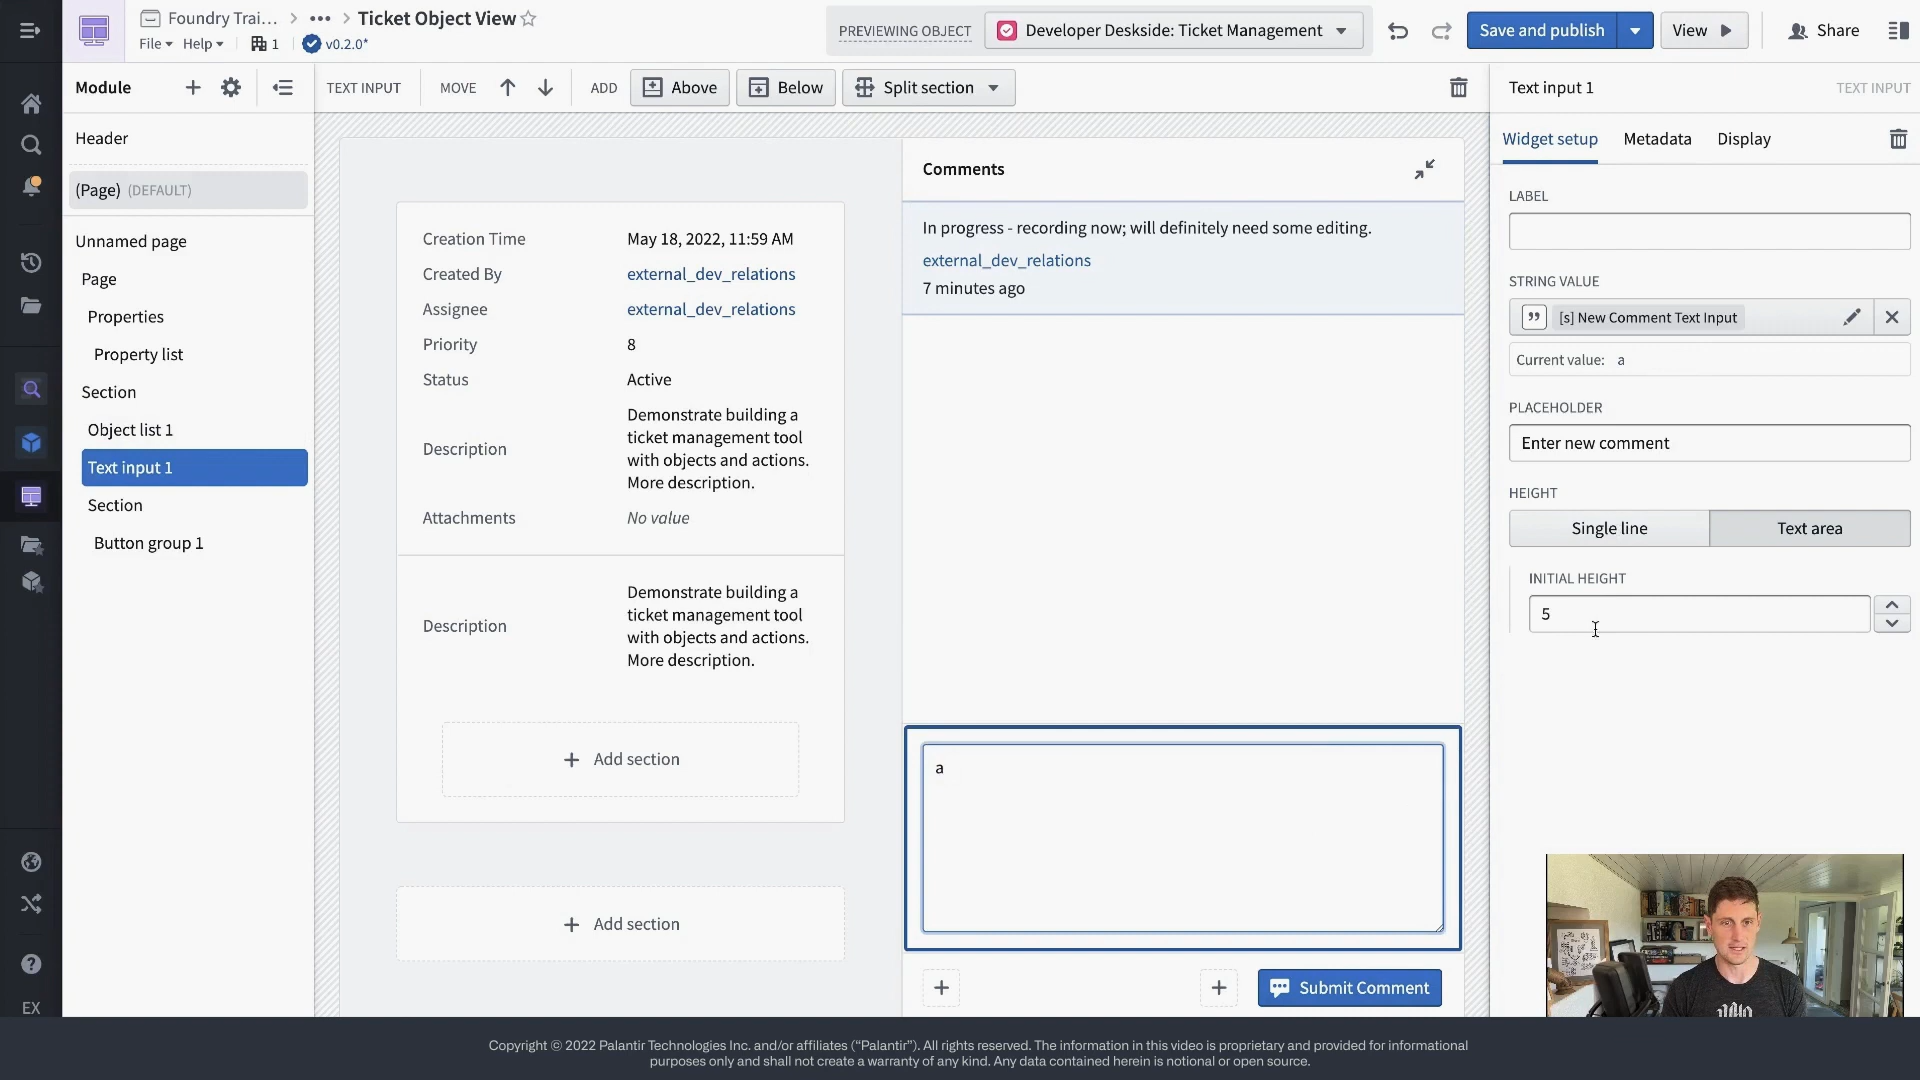 Foundry Trai… > ••• > Ticket Object View
File Help 1 v0.2.0*
PREVIEWING OBJECT
Developer Deskside: Ticket Management
Save and publish
View
Share
Module
TEXT INPUT
MOVE
ADD
Above
Below
Split section
Text input 1
TEXT INPUT
Header
(Page) (DEFAULT)
Unnamed page
Page
Properties
Property list
Section
Object list 1
Text input 1
Section
Button group 1
Creation Time May 18, 2022, 11:59 AM
Created By external_dev_relations
Assignee external_dev_relations
Priority 8
Status Active
Description
Demonstrate building a
ticket management tool
with objects and actions.
More description.
Attachments No value
Description
Demonstrate building a
ticket management tool
with objects and actions.
More description.
+ Add section
+ Add section
Comments
In progress - recording now; will definitely need some editing.
external_dev_relations
7 minutes ago
a
Submit Comment
Widget setup Metadata Display
LABEL
STRING VALUE
[s] New Comment Text Input
Current value: a
PLACEHOLDER
Enter new comment
HEIGHT
Single line Text area
INITIAL HEIGHT
5
EX
Copyright © 2022 Palantir Technologies Inc. and/or affiliates (“Palantir”). All rights reserved. The information in this video is proprietary and provided for informational
purposes only and shall not create a warranty of any kind. Any data contained herein is notional or open source.